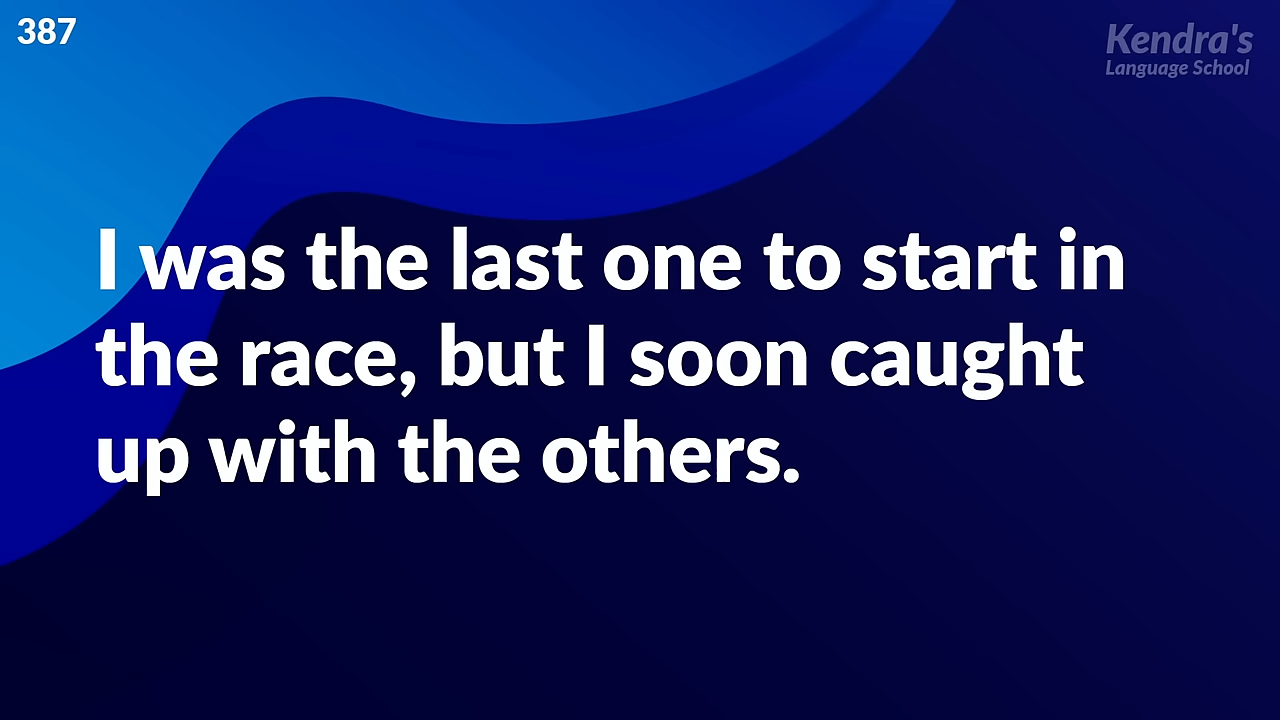 387
Kendra's
Language School
I was the last one to start in
the race, but I soon caught
up with the others.